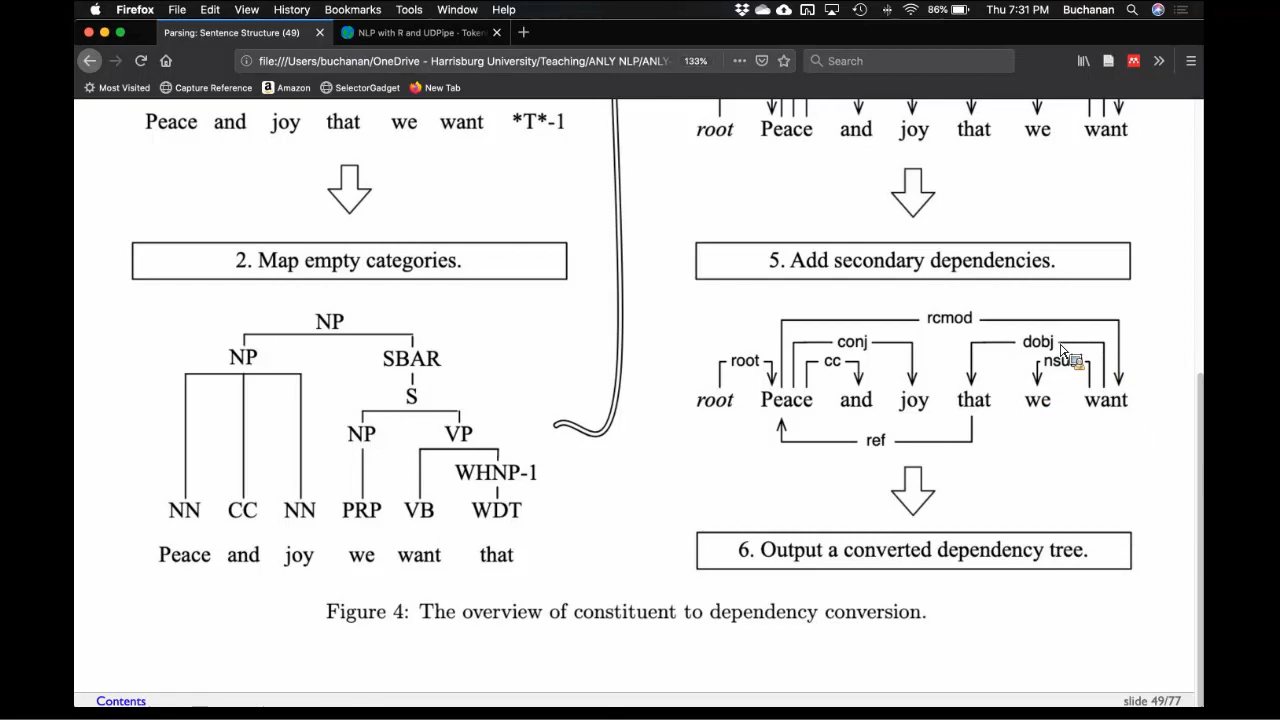 Firefox File Edit View History Bookmarks Tools Window Help 86% Thu 7:31 PM Buchanan
Parsing: Sentence Structure (49) NLP with R and UDPipe - Token
file:///Users/buchanan/OneDrive - Harrisburg University/Teaching/ANLY NLP/ANLY- 133% Search
Most Visited Capture Reference Amazon SelectorGadget New Tab
Peace and joy that we want *T*-1
2. Map empty categories.
NP
NP SBAR
S
NP VP
WHNP-1
NN CC NN PRP VB WDT
Peace and joy we want that
root Peace and joy that we want
5. Add secondary dependencies.
rcmod
conj dobj
root cc
root Peace and joy that we want
ref
6. Output a converted dependency tree.
Figure 4: The overview of constituent to dependency conversion.
Contents slide 49/77